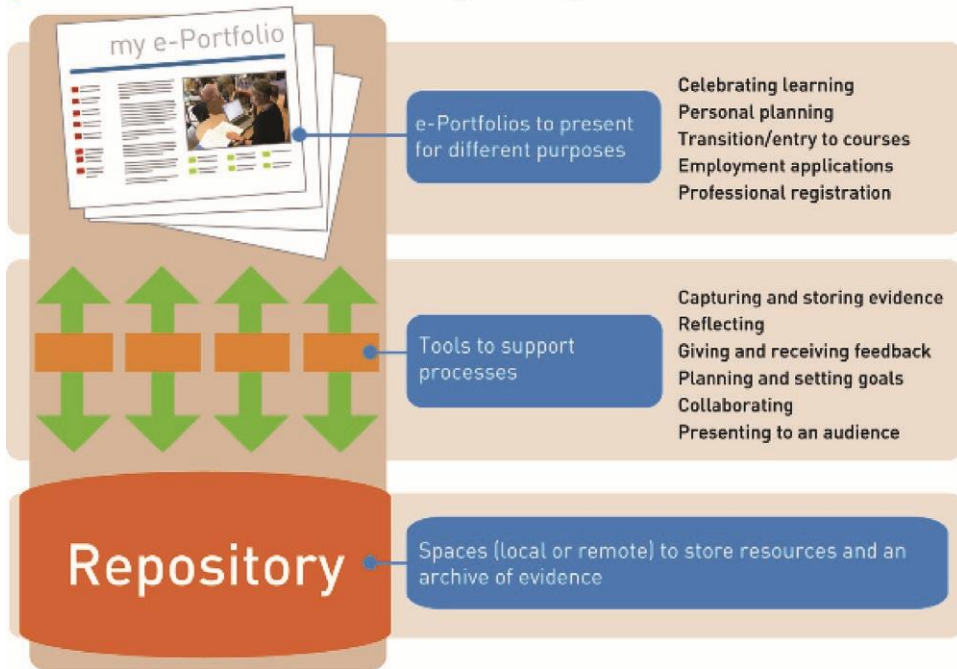 my e-Portfolio
e-Portfolios to present
for different purposes
Celebrating learning
Personal planning
Transition/entry to courses
Employment applications
Professional registration
Tools to support
processes
Capturing and storing evidence
Reflecting
Giving and receiving feedback
Planning and setting goals
Collaborating
Presenting to an audience
Repository
Spaces (local or remote) to store resources and an
archive of evidence